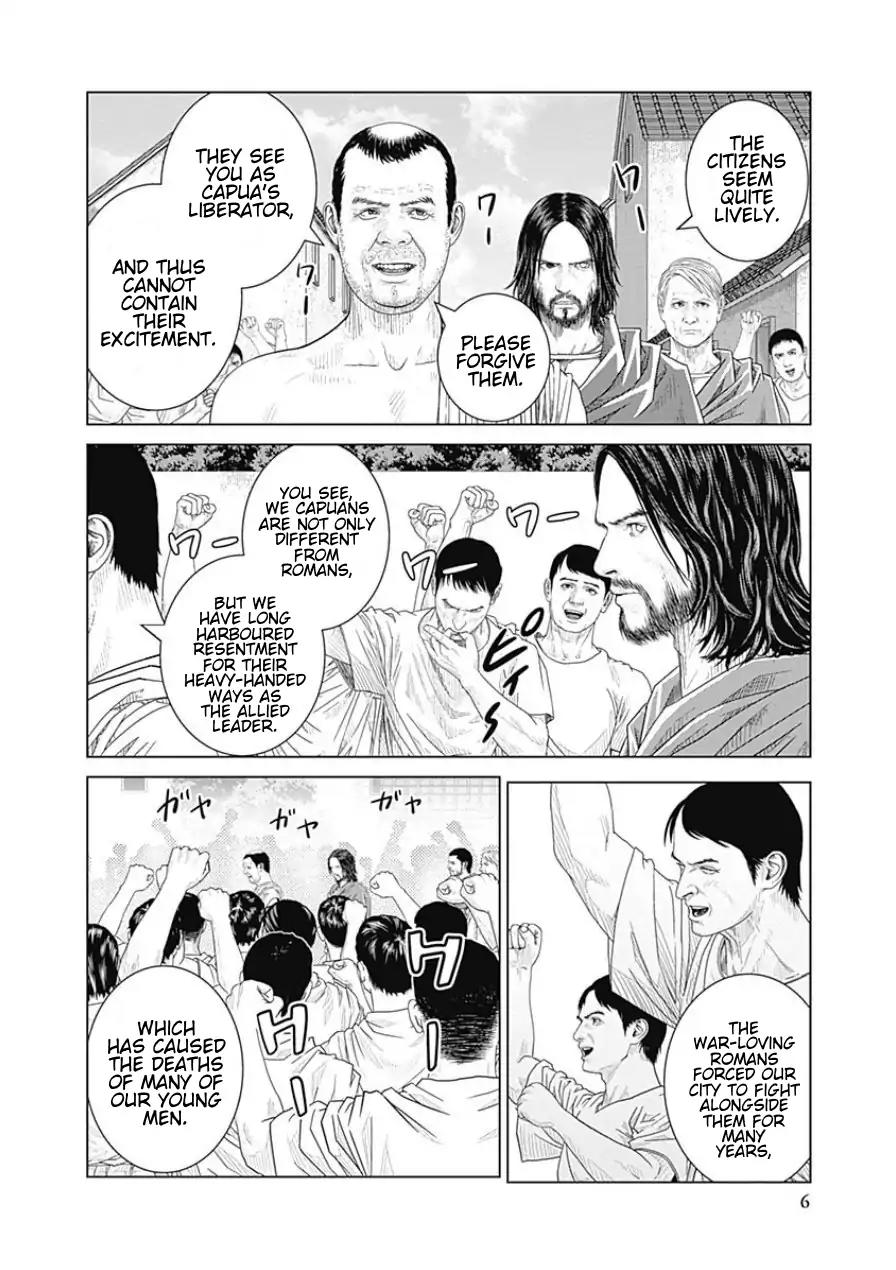 THE
CITIZENS
SEEM
QUITE
LIVELY.
PLEASE
FORGIVE
THEM.
THEY SEE
YOU AS
CAPUA'S
LIBERATOR,
AND THUS
CANNOT
CONTAIN
THEIR
EXCITEMENT.
ワー
ワー
YOU SEE,
WE CAPUANS
ARE NOT ONLY
DIFFERENT
FROM
ROMANS,
BUT WE
HAVE LONG
HARBOURED
RESENTMENT
FOR THEIR
HEAVY-HANDED
WAYS AS
THE ALLIED
LEADER.
ワー
ワー
ピイー
THE
WAR-LOVING
ROMANS
FORCED OUR
CITY TO FIGHT
ALONGSIDE
THEM FOR
MANY
YEARS,
ガヤ
ガヤ
ガヤ
WHICH
HAS CAUSED
THE DEATHS
OF MANY OF
OUR YOUNG
MEN.
ワー
ワー
6